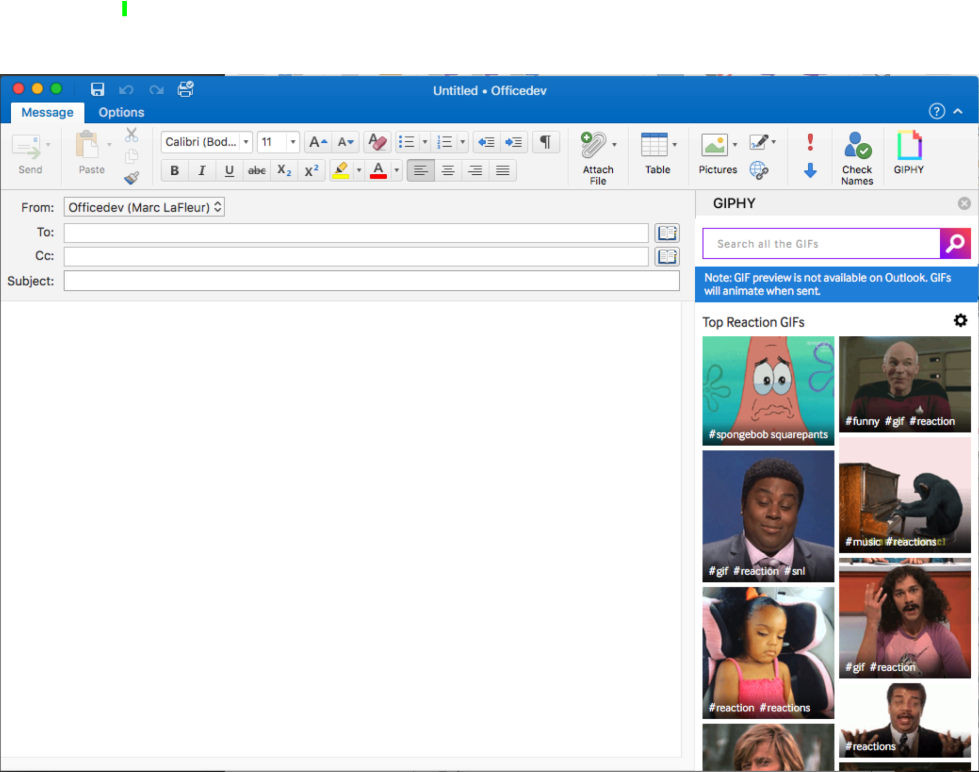 Untitled • Officedev
Message Options
Calibri (Bod... 11
B I U abc X2 X2 A A
Send
Paste
Attach File
Table
Pictures
Check Names
GIPHY
From: Officedev (Marc LaFleur)
To:
Cc:
Subject:
GIPHY
Search all the GIFs
Note: GIF preview is not available on Outlook. GIFs
will animate when sent.
Top Reaction GIFs
#spongebob squarepants
#funny #gif #reaction
#gif #reaction #snl
#music #reactions
#gif #reaction
#reaction #reactions
#reactions